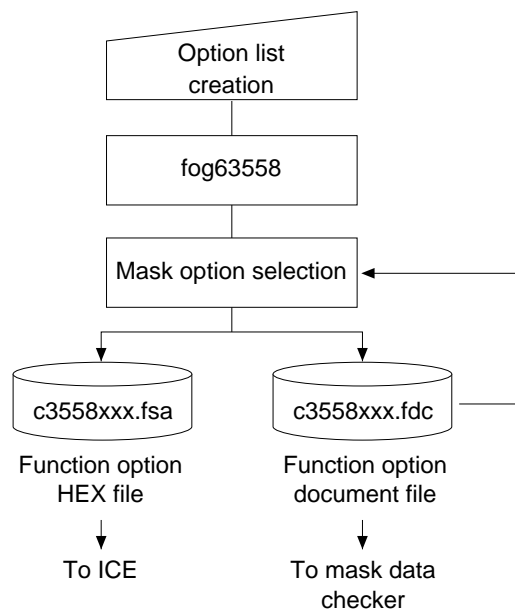 Option list
creation
fog63558
Mask option selection
c3558xxx.fsa
c3558xxx.fdc
Function option
HEX file
Function option
document file
To ICE
To mask data
checker